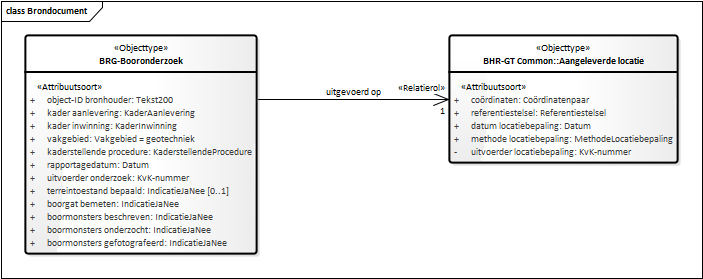 class Brondocument
«Objecttype»
BRG-Booronderzoek
«Attribuutsoort»
+ object-ID bronhouder: Tekst200
+ kader aanlevering: KaderAanlevering
+ kader inwinning: KaderInwinning
+ vakgebied: Vakgebied = geotechniek
+ kaderstellende procedure: KaderstellendeProcedure
+ rapportagedatum: Datum
+ uitvoerder onderzoek: KvK-nummer
+ terreintoestand bepaald: IndicatieJaNee [0..1]
+ boorgat bemeten: IndicatieJaNee
+ boormonsters beschreven: IndicatieJaNee
+ boormonsters onderzocht: IndicatieJaNee
+ boormonsters gefotografeerd: IndicatieJaNee
uitgevoerd op
«Relatierol»
1
«Objecttype»
BHR-GT Common::Aangeleverde locatie
«Attribuutsoort»
+ coördinaten: Coördinatenpaar
+ referentiestelsel: Referentiestelsel
+ datum locatiebepaling: Datum
+ methode locatiebepaling: MethodeLocatiebepaling
- uitvoerder locatiebepaling: KvK-nummer